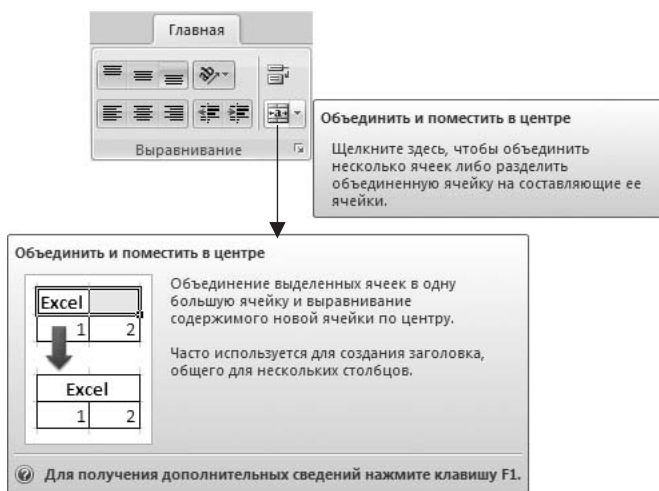 Главная
Выравнивание
Объединить и поместить в центре
Щелкните здесь, чтобы объединить
несколько ячеек либо разделить
объединенную ячейку на составляющие ее
ячейки.
Объединить и поместить в центре
Excel
1 2
Excel
1 2
Объединение выделенных ячеек в одну
большую ячейку и выравнивание
содержимого новой ячейки по центру.
Часто используется для создания заголовка,
общего для нескольких столбцов.
Для получения дополнительных сведений нажмите клавишу F1.